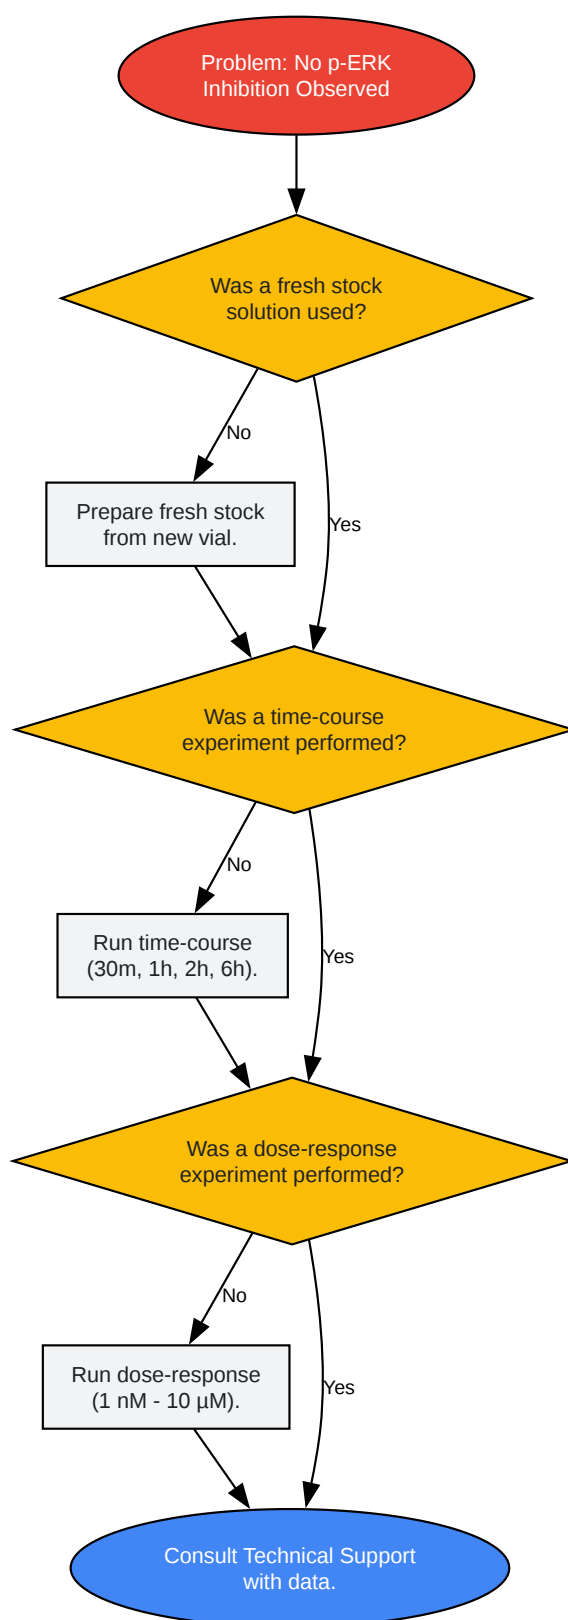 Problem: No p-ERK
Inhibition Observed
Was a fresh stock
solution used?
No
Prepare fresh stock
from new vial.
Yes
Was a time-course
experiment performed?
No
Run time-course
(30m, 1h, 2h, 6h).
Yes
Was a dose-response
experiment performed?
No
Run dose-response
(1 nM - 10 µM).
Yes
Consult Technical Support
with data.